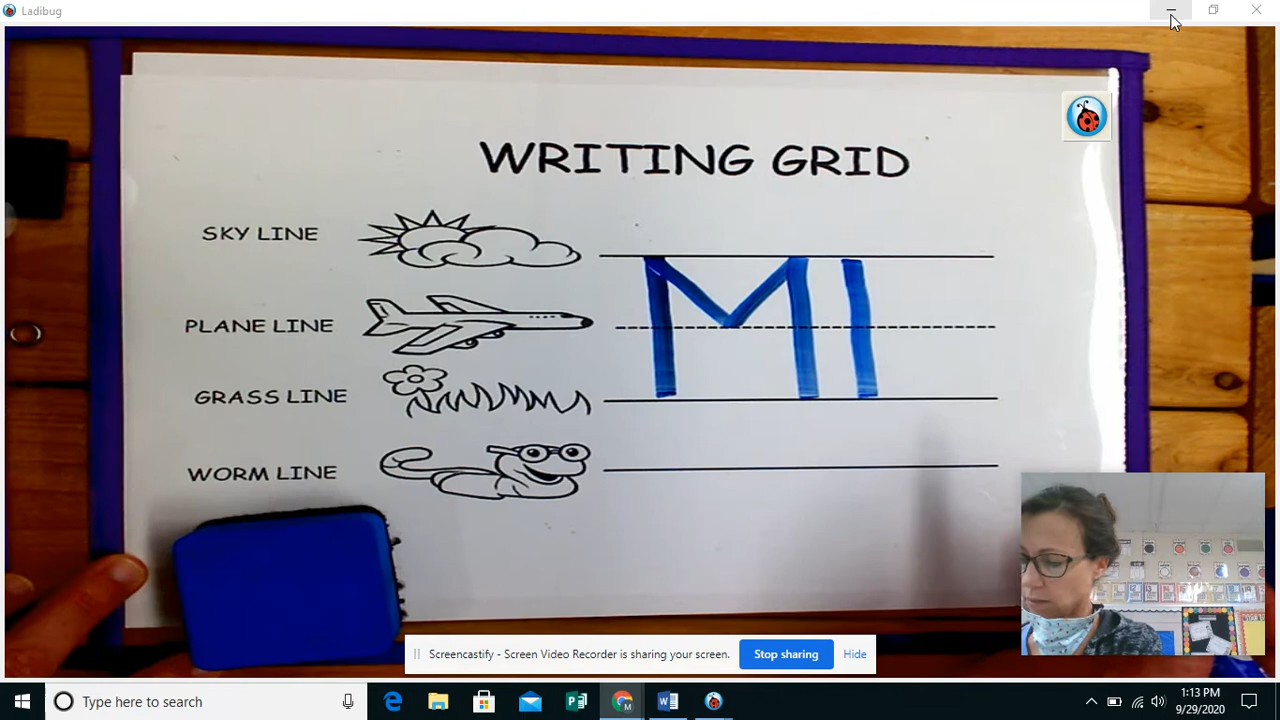 Ladibug
WRITING GRID
SKY LINE
PLANE LINE
GRASS LINE
WORM LINE
MI
Screencastify - Screen Video Recorder is sharing your screen.
Stop sharing
Hide
Type here to search
1:13 PM
9/29/2020